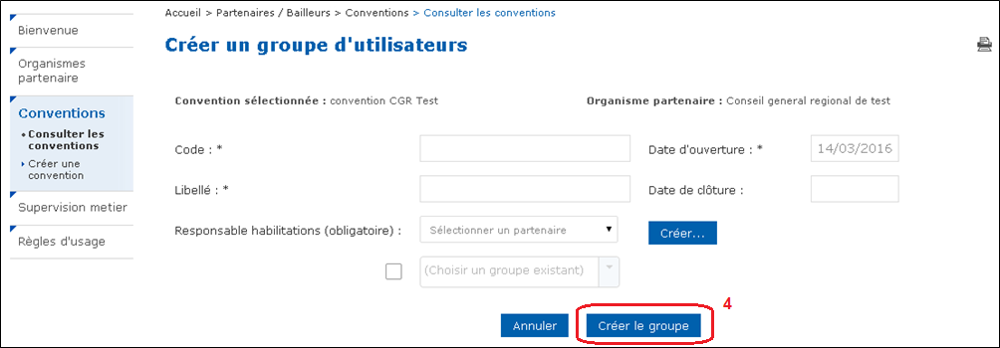 Accueil > Partenaires / Bailleurs > Conventions > Consulter les conventions
Bienvenue
Organismes
partenaire
Conventions
Consulter les
conventions
Créer une
convention
Supervision metier
Règles d'usage
Créer un groupe d'utilisateurs
Convention sélectionnée : convention CGR Test
Organisme partenaire : Conseil general regional de test
Code : *
Date d'ouverture : * 14/03/2016
Libellé : *
Date de clôture :
Responsable habilitations (obligatoire) : Sélectionner un partenaire
Créer...
(Choisir un groupe existant)
Annuler
Créer le groupe
4